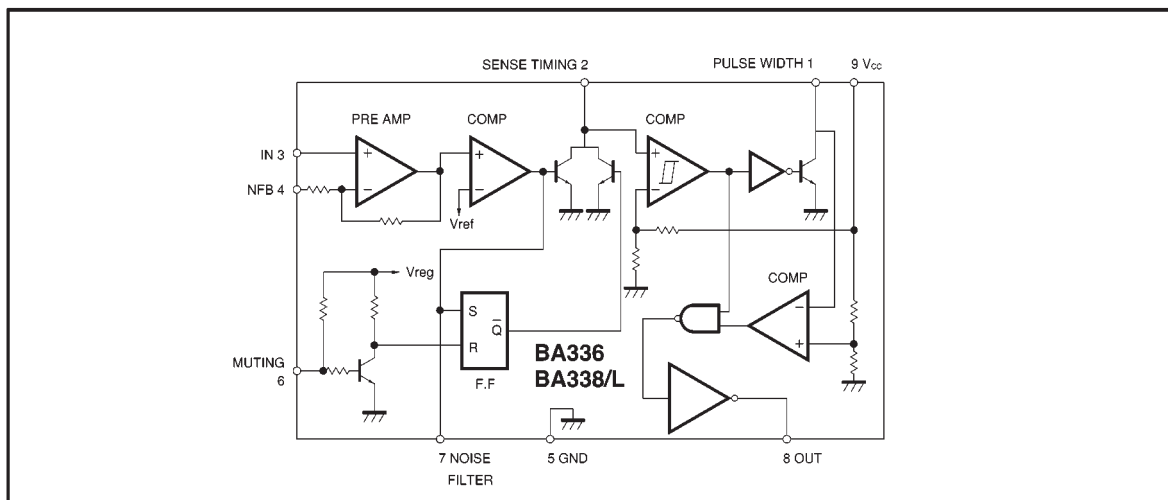 SENSE TIMING 2
PULSE WIDTH 1
9 Vcc
PRE AMP
COMP
COMP
IN 3
+
−
+
−
+
−
NFB 4
Vref
Vreg
COMP
S
Q
R
−
+
BA336
BA338/L
MUTING
6
F.F
7 NOISE
FILTER
5 GND
8 OUT